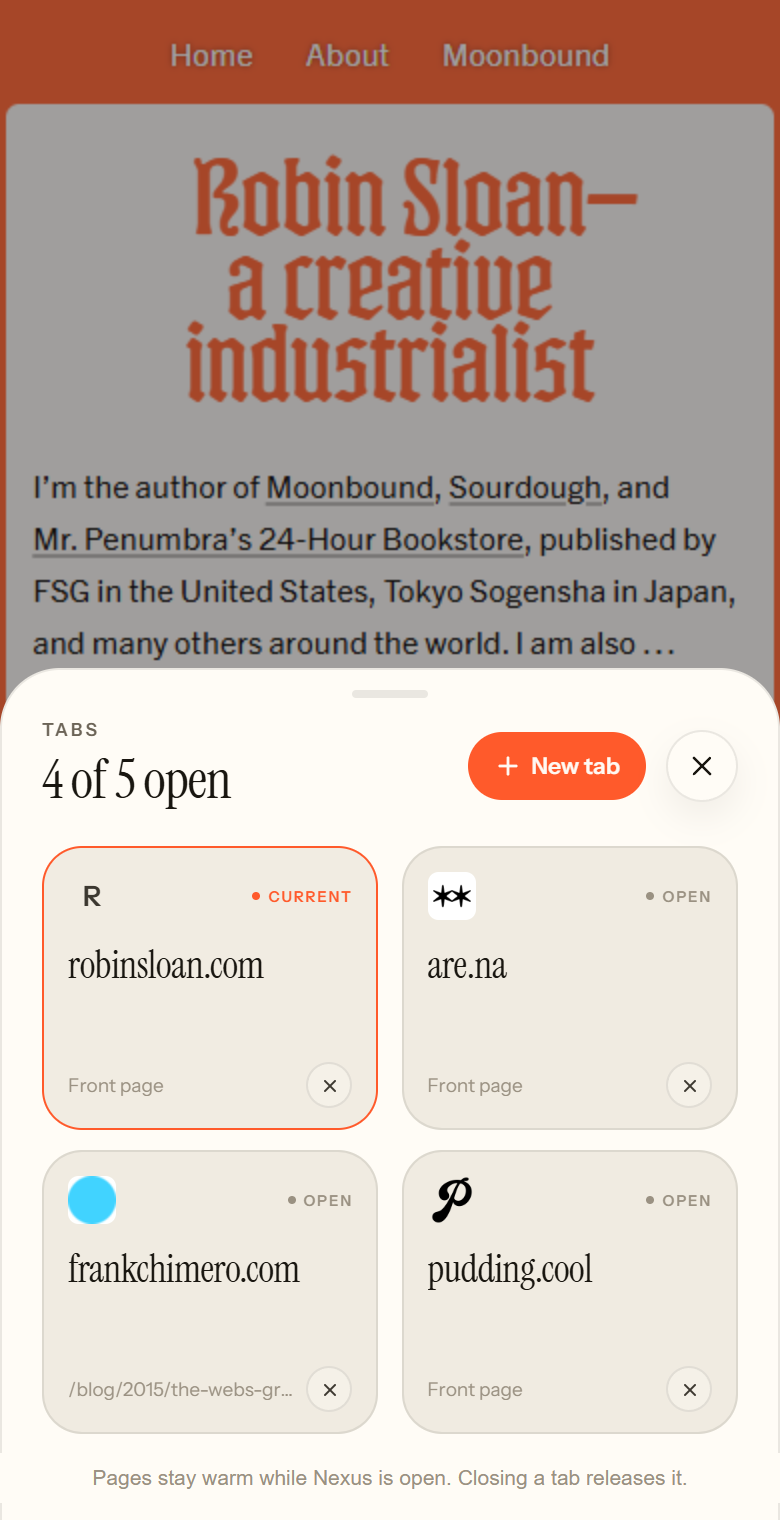 Home About Moonbound
Robin Sloan—
a creative
industrialist
I'm the author of Moonbound, Sourdough, and
Mr. Penumbra's 24-Hour Bookstore, published by
FSG in the United States, Tokyo Sogensha in Japan,
and many others around the world. I am also …
TABS
4 of 5 open
+ New tab
R
CURRENT
robinsloan.com
Front page
OPEN
are.na
Front page
OPEN
frankchimero.com
/blog/2015/the-webs-gr…
P
OPEN
pudding.cool
Front page
Pages stay warm while Nexus is open. Closing a tab releases it.